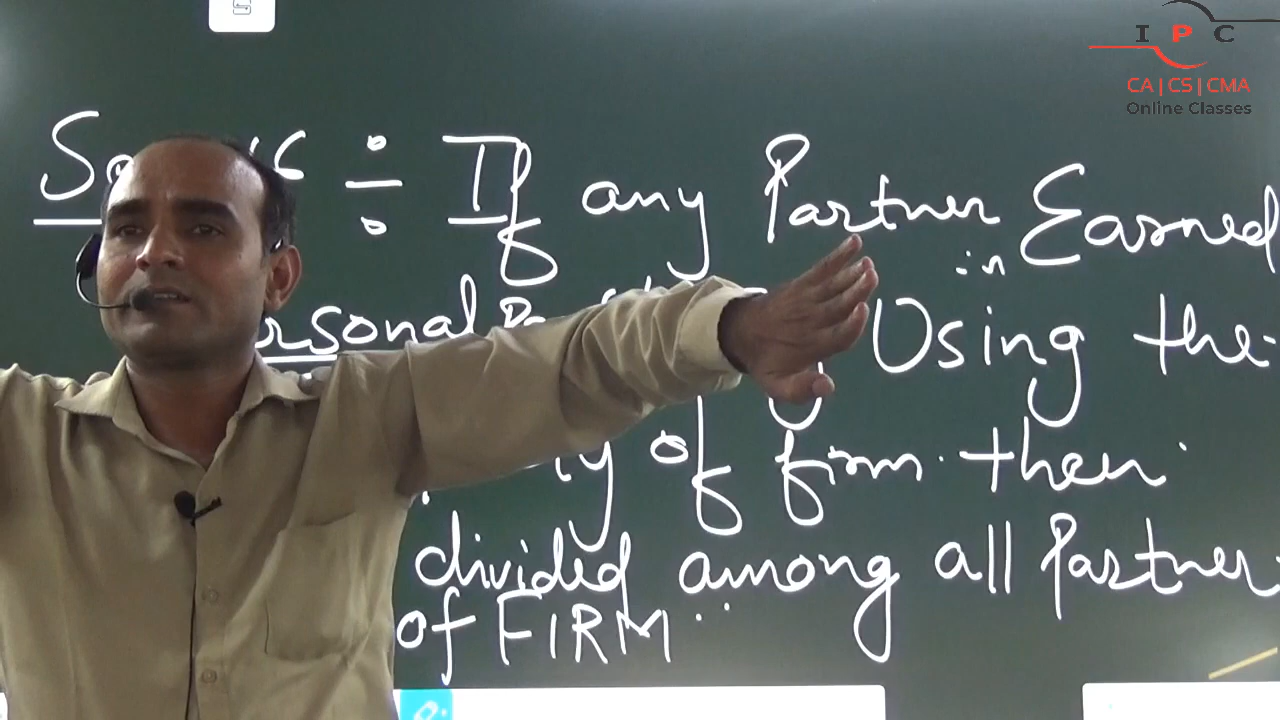 I P C
CA | CS | CMA
Online Classes
If any Partner Earned
in
Using the
of firm. then
divided among all Partner
of FIRM